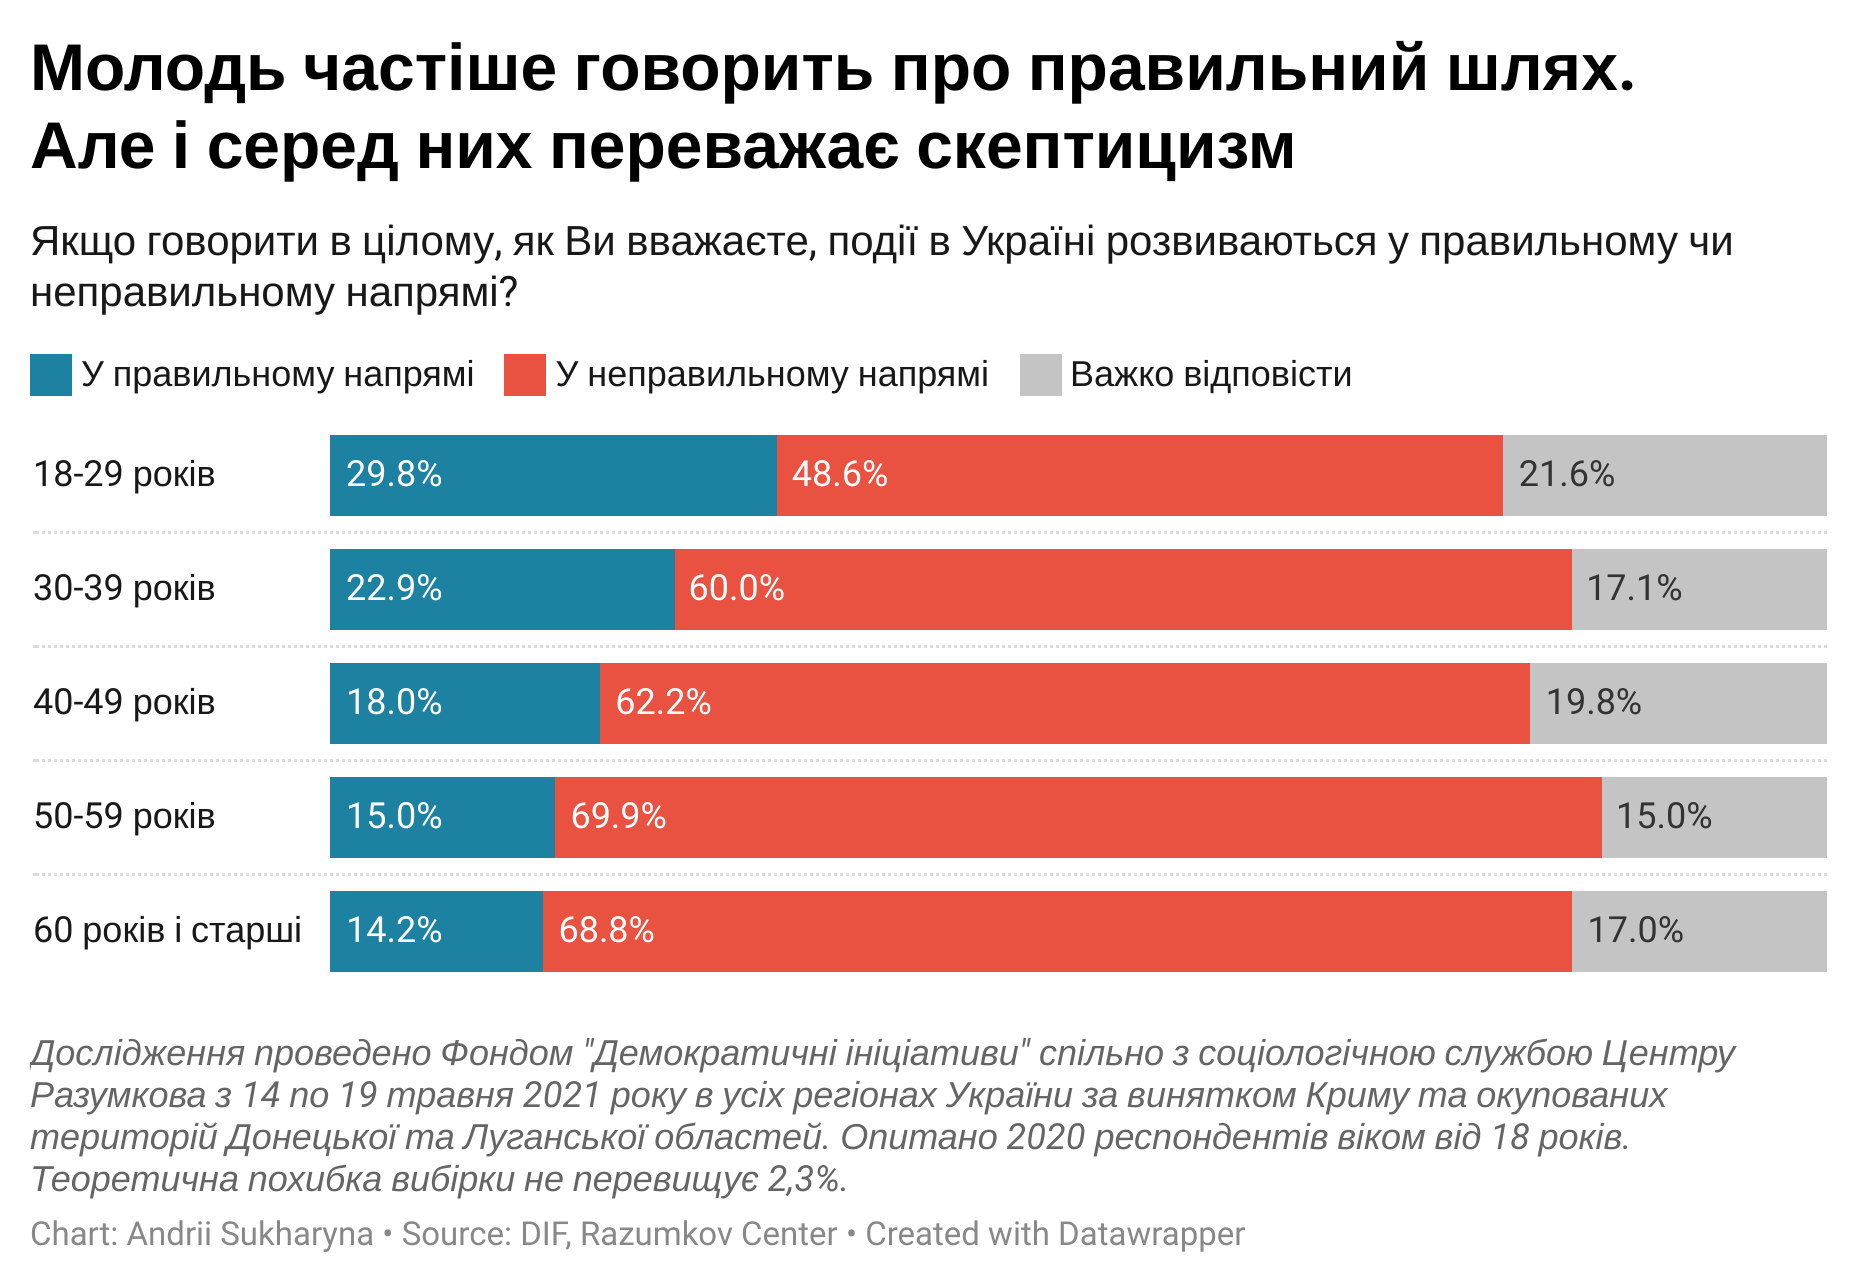 Молодь частіше говорить про правильний шлях.
Але і серед них переважає скептицизм
Якщо говорити в цілому, як Ви вважаєте, події в Україні розвиваються у правильному чи
неправильному напрямі?
У правильному напрямі У неправильному напрямі Важко відповісти
18-29 років 29.8% 48.6% 21.6%
30-39 років 22.9% 60.0% 17.1%
40-49 років 18.0% 62.2% 19.8%
50-59 років 15.0% 69.9% 15.0%
60 років і старші 14.2% 68.8% 17.0%
Дослідження проведено Фондом "Демократичні ініціативи" спільно з соціологічною службою Центру
Разумкова з 14 по 19 травня 2021 року в усіх регіонах України за винятком Криму та окупованих
територій Донецької та Луганської областей. Опитано 2020 респондентів віком від 18 років.
Теоретична похибка вибірки не перевищує 2,3%.
Chart: Andrii Sukharyna • Source: DIF, Razumkov Center • Created with Datawrapper